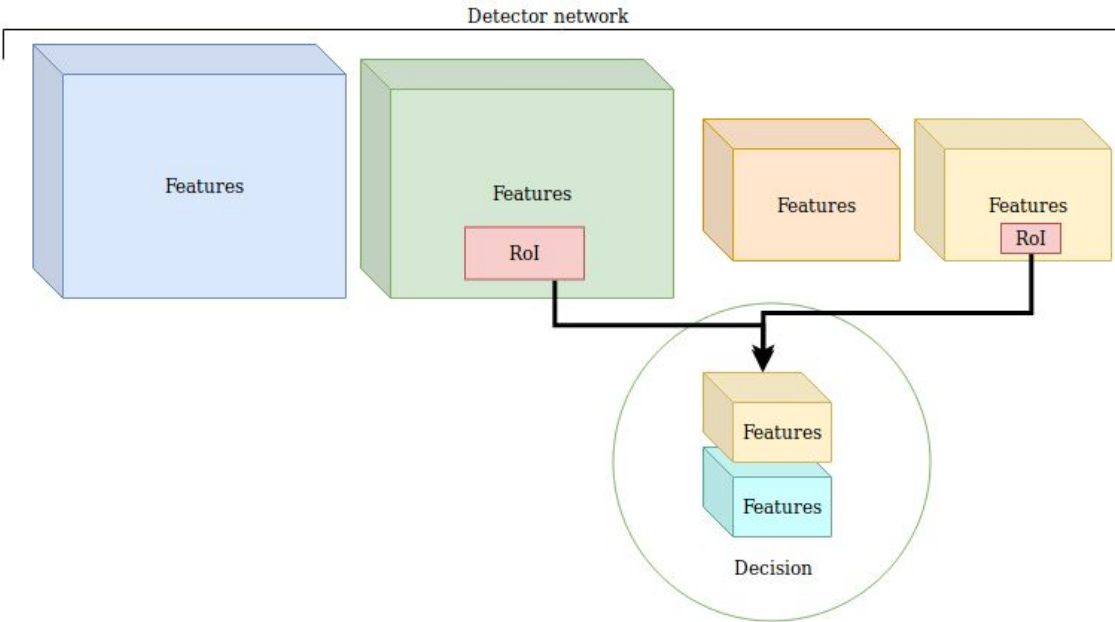 Detector network
Features
Features
RoI
Features
Features
RoI
Features
Features
Decision